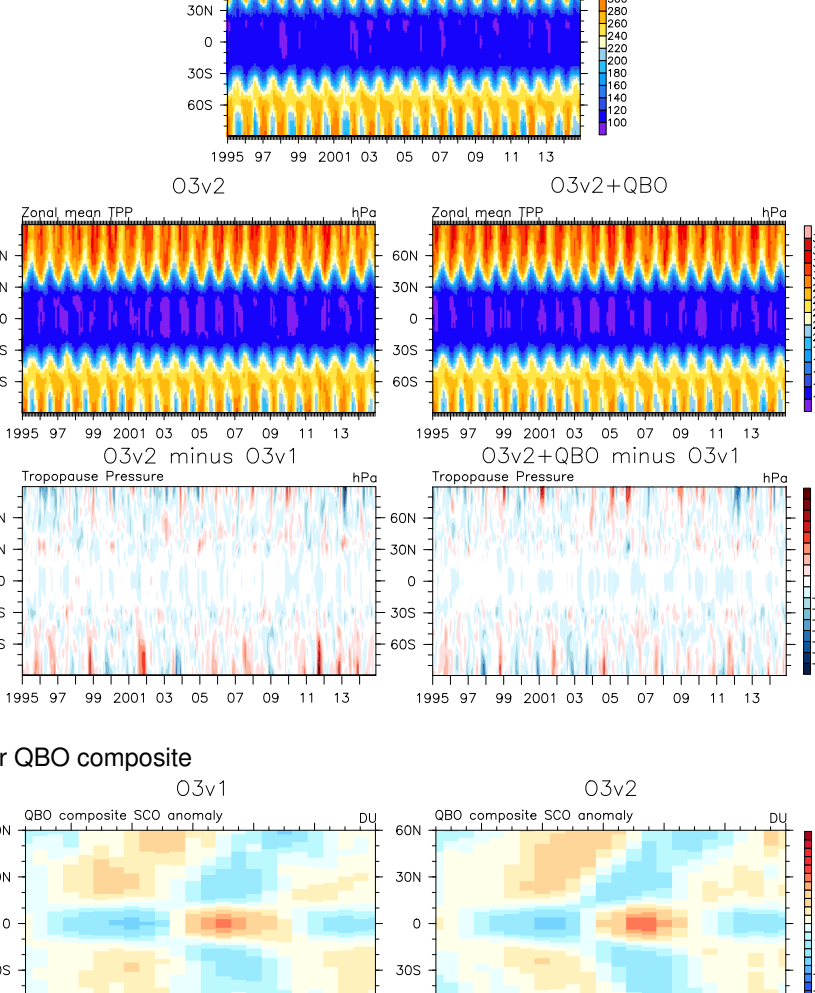 30N
0
30S
60S
280
260
240
220
200
180
160
140
120
100
1995 97 99 2001 03 05 07 09 11 13
O3v2 O3v2+QBO
Zonal mean TPP hPa Zonal mean TPP hPa
N 60N
N 30N
0 0
S 30S
S 60S
1995 97 99 2001 03 05 07 09 11 13 1995 97 99 2001 03 05 07 09 11 13
O3v2 minus O3v1 O3v2+QBO minus O3v1
Tropopause Pressure hPa Tropopause Pressure hPa
N 60N
N 30N
0 0
S 30S
S 60S
1995 97 99 2001 03 05 07 09 11 13 1995 97 99 2001 03 05 07 09 11 13
r QBO composite
O3v1 O3v2
QBO composite SCO anomaly DU QBO composite SCO anomaly DU
0N 60N
0N 30N
0 0
0S 30S